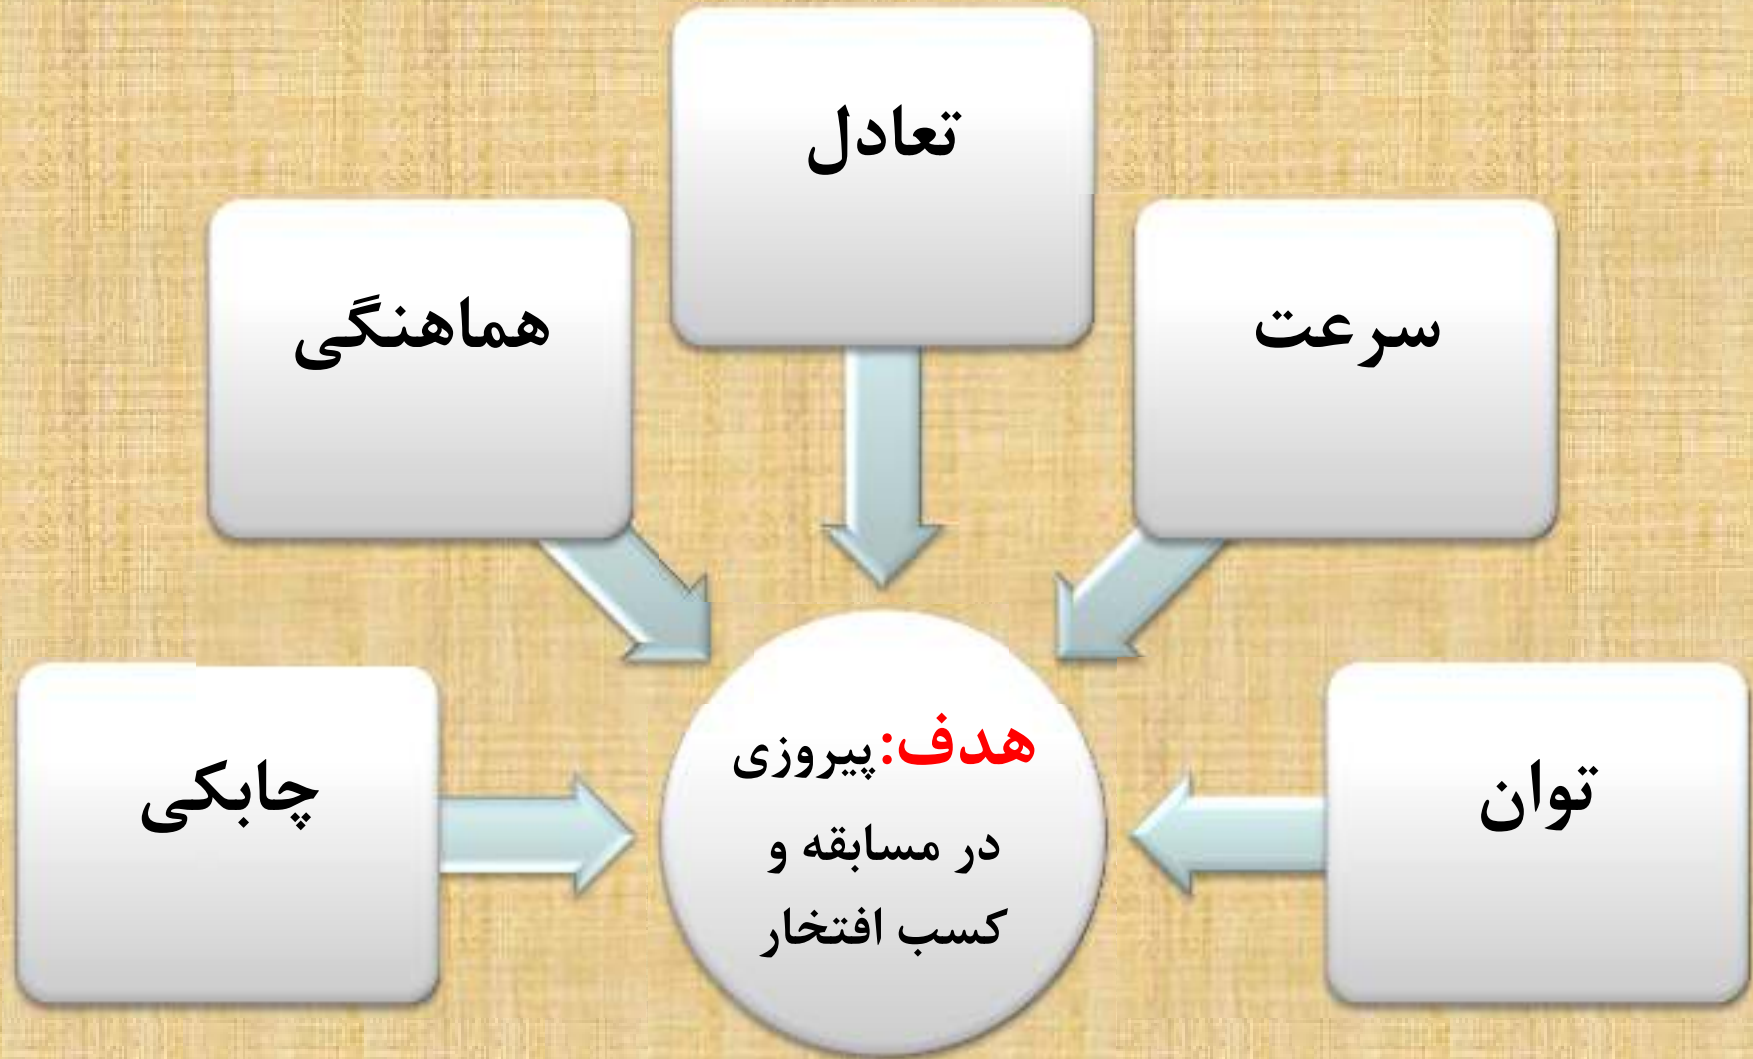 تعادل
سرعت
هماهنگی
توان
چابکی
هدف:پیروزی
در مسابقه و
کسب افتخار